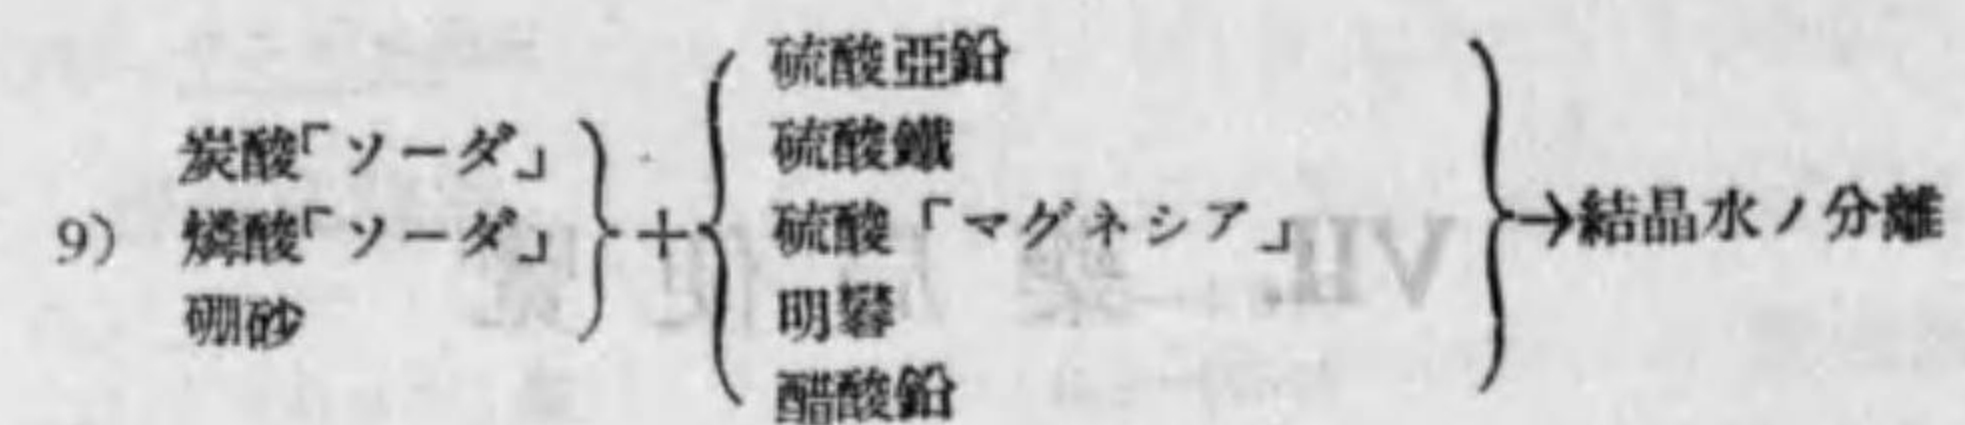 9)
炭酸「ソーダ」
燐酸「ソーダ」
硼砂
+
硫酸亞鉛
硫酸鐵
硫酸「マグネシア」
明礬
醋酸鉛
→結晶水ノ分離